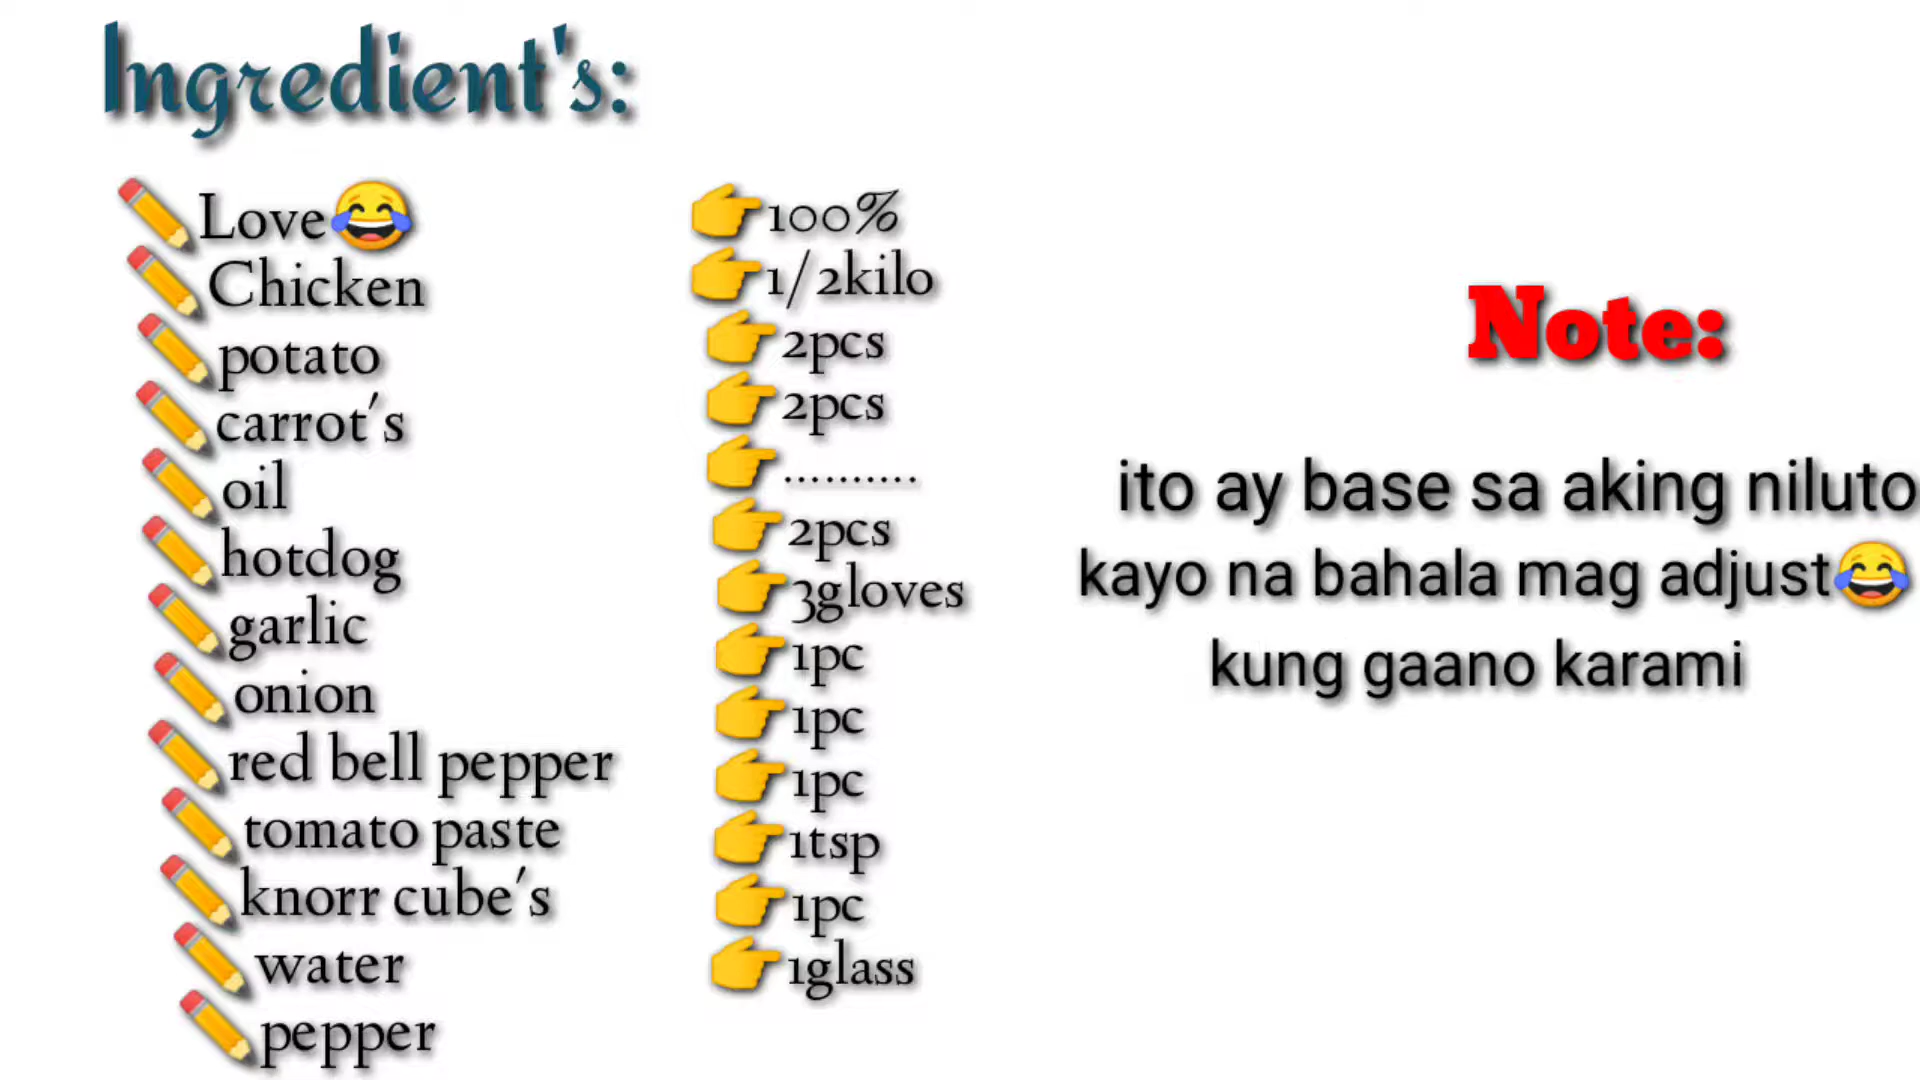 Ingredient's:
Love😂
Chicken
potato
carrot's
oil
hotdog
garlic
onion
red bell pepper
tomato paste
knorr cube's
water
pepper
👉100%
👉1/2kilo
👉2pcs
👉2pcs
👉..........
👉2pcs
👉3gloves
👉1pc
👉1pc
👉1pc
👉1tsp
👉1pc
👉1glass
Note:
ito ay base sa aking niluto
kayo na bahala mag adjust😂
kung gaano karami